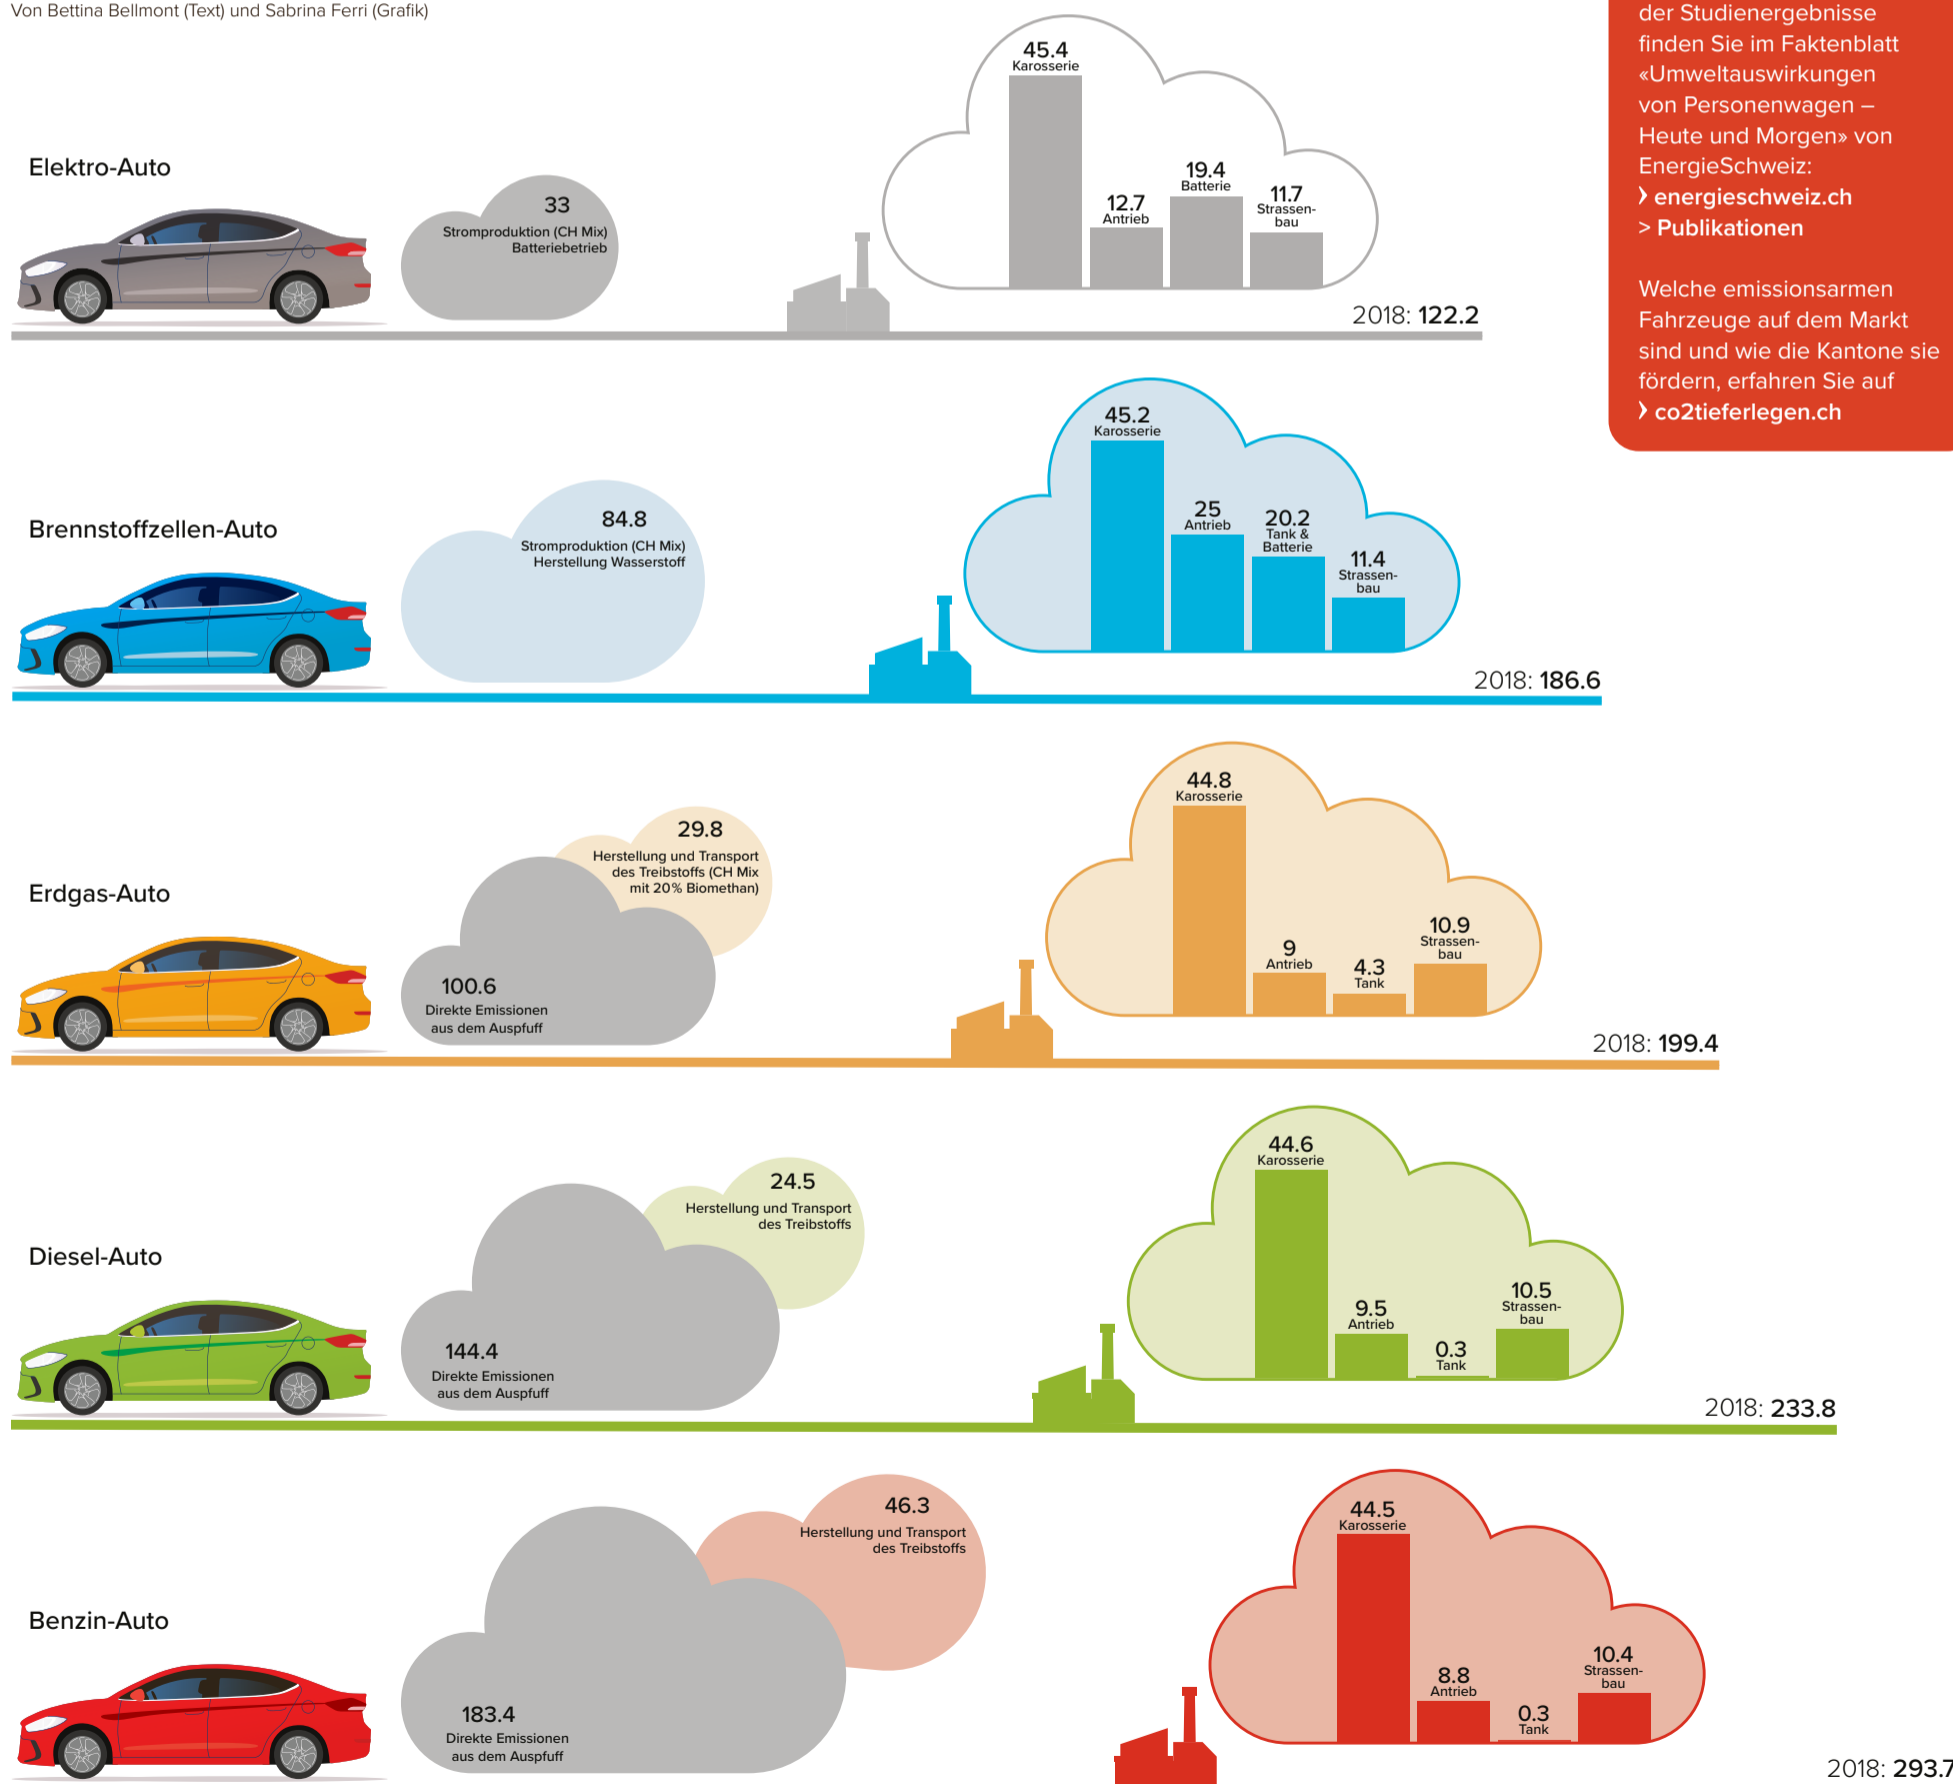 Von Bettina Bellmont (Text) und Sabrina Ferri (Grafik)
der Studienergebnisse
finden Sie im Faktenblatt
«Umweltauswirkungen
von Personenwagen –
Heute und Morgen» von
EnergieSchweiz:
› energieschweiz.ch
> Publikationen
Welche emissionsarmen
Fahrzeuge auf dem Markt
sind und wie die Kantone sie
fördern, erfahren Sie auf
› co2tieferlegen.ch
Elektro-Auto
33
Stromproduktion (CH Mix)
Batteriebetrieb
45.4
Karosserie
12.7
Antrieb
19.4
Batterie
11.7
Strassen-
bau
2018: 122.2
Brennstoffzellen-Auto
84.8
Stromproduktion (CH Mix)
Herstellung Wasserstoff
45.2
Karosserie
25
Antrieb
20.2
Tank &
Batterie
11.4
Strassen-
bau
2018: 186.6
Erdgas-Auto
100.6
Direkte Emissionen
aus dem Auspfuff
29.8
Herstellung und Transport
des Treibstoffs (CH Mix
mit 20% Biomethan)
44.8
Karosserie
9
Antrieb
4.3
Tank
10.9
Strassen-
bau
2018: 199.4
Diesel-Auto
144.4
Direkte Emissionen
aus dem Auspfuff
24.5
Herstellung und Transport
des Treibstoffs
44.6
Karosserie
9.5
Antrieb
0.3
Tank
10.5
Strassen-
bau
2018: 233.8
Benzin-Auto
183.4
Direkte Emissionen
aus dem Auspfuff
46.3
Herstellung und Transport
des Treibstoffs
44.5
Karosserie
8.8
Antrieb
0.3
Tank
10.4
Strassen-
bau
2018: 293.7